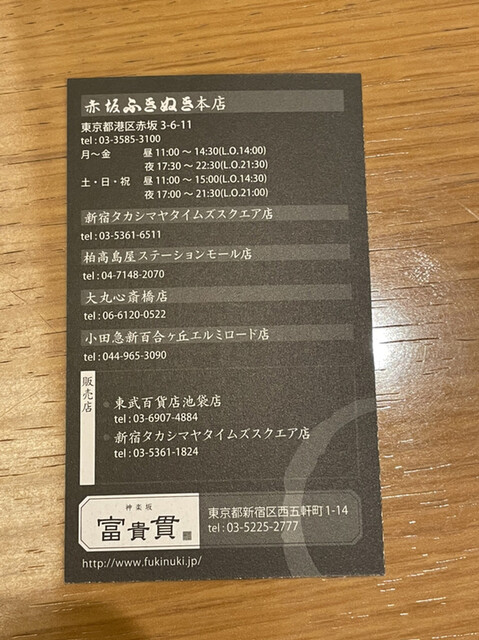 赤坂ふきぬき本店
東京都港区赤坂 3-6-11
tel : 03-3585-3100
月～金 昼 11:00 ～ 14:30(L.O.14:00)
夜 17:30 ～ 22:30(L.O.21:30)
土・日・祝 昼 11:00 ～ 15:00(L.O.14:30)
夜 17:00 ～ 21:30(L.O.21:00)
新宿タカシマヤタイムズスクエア店
tel : 03-5361-6511
柏高島屋ステーションモール店
tel : 04-7148-2070
大丸心斎橋店
tel : 06-6120-0522
小田急新百合ヶ丘エルミロード店
tel : 044-965-3090
販売店
東武百貨店池袋店
tel : 03-6907-4884
新宿タカシマヤタイムズスクエア店
tel : 03-5361-1824
神楽坂
富貴貫
東京都新宿区西五軒町 1-14
tel : 03-5225-2777
http://www.fukinuki.jp/